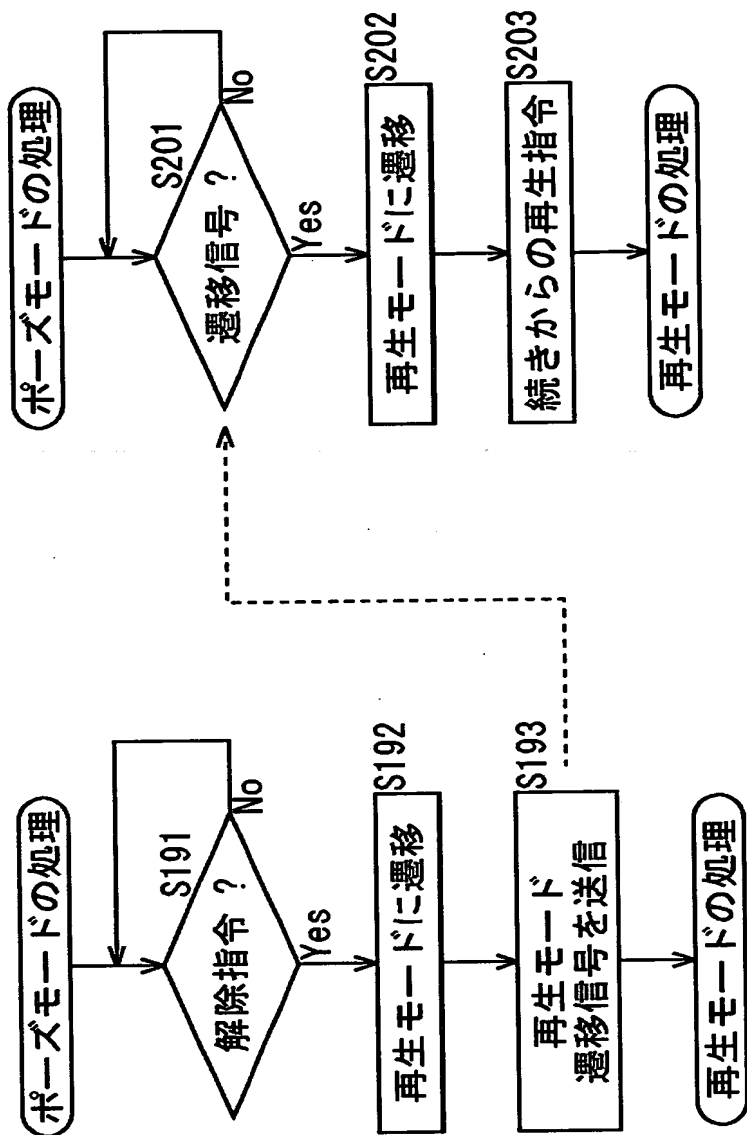 ポーズモードの処理
S191
解除指令 ?
No
Yes
S192
再生モードに遷移
S193
再生モード
遷移信号を送信
再生モードの処理
ポーズモードの処理
S201
遷移信号 ?
No
Yes
S202
再生モードに遷移
S203
続きからの再生指令
再生モードの処理